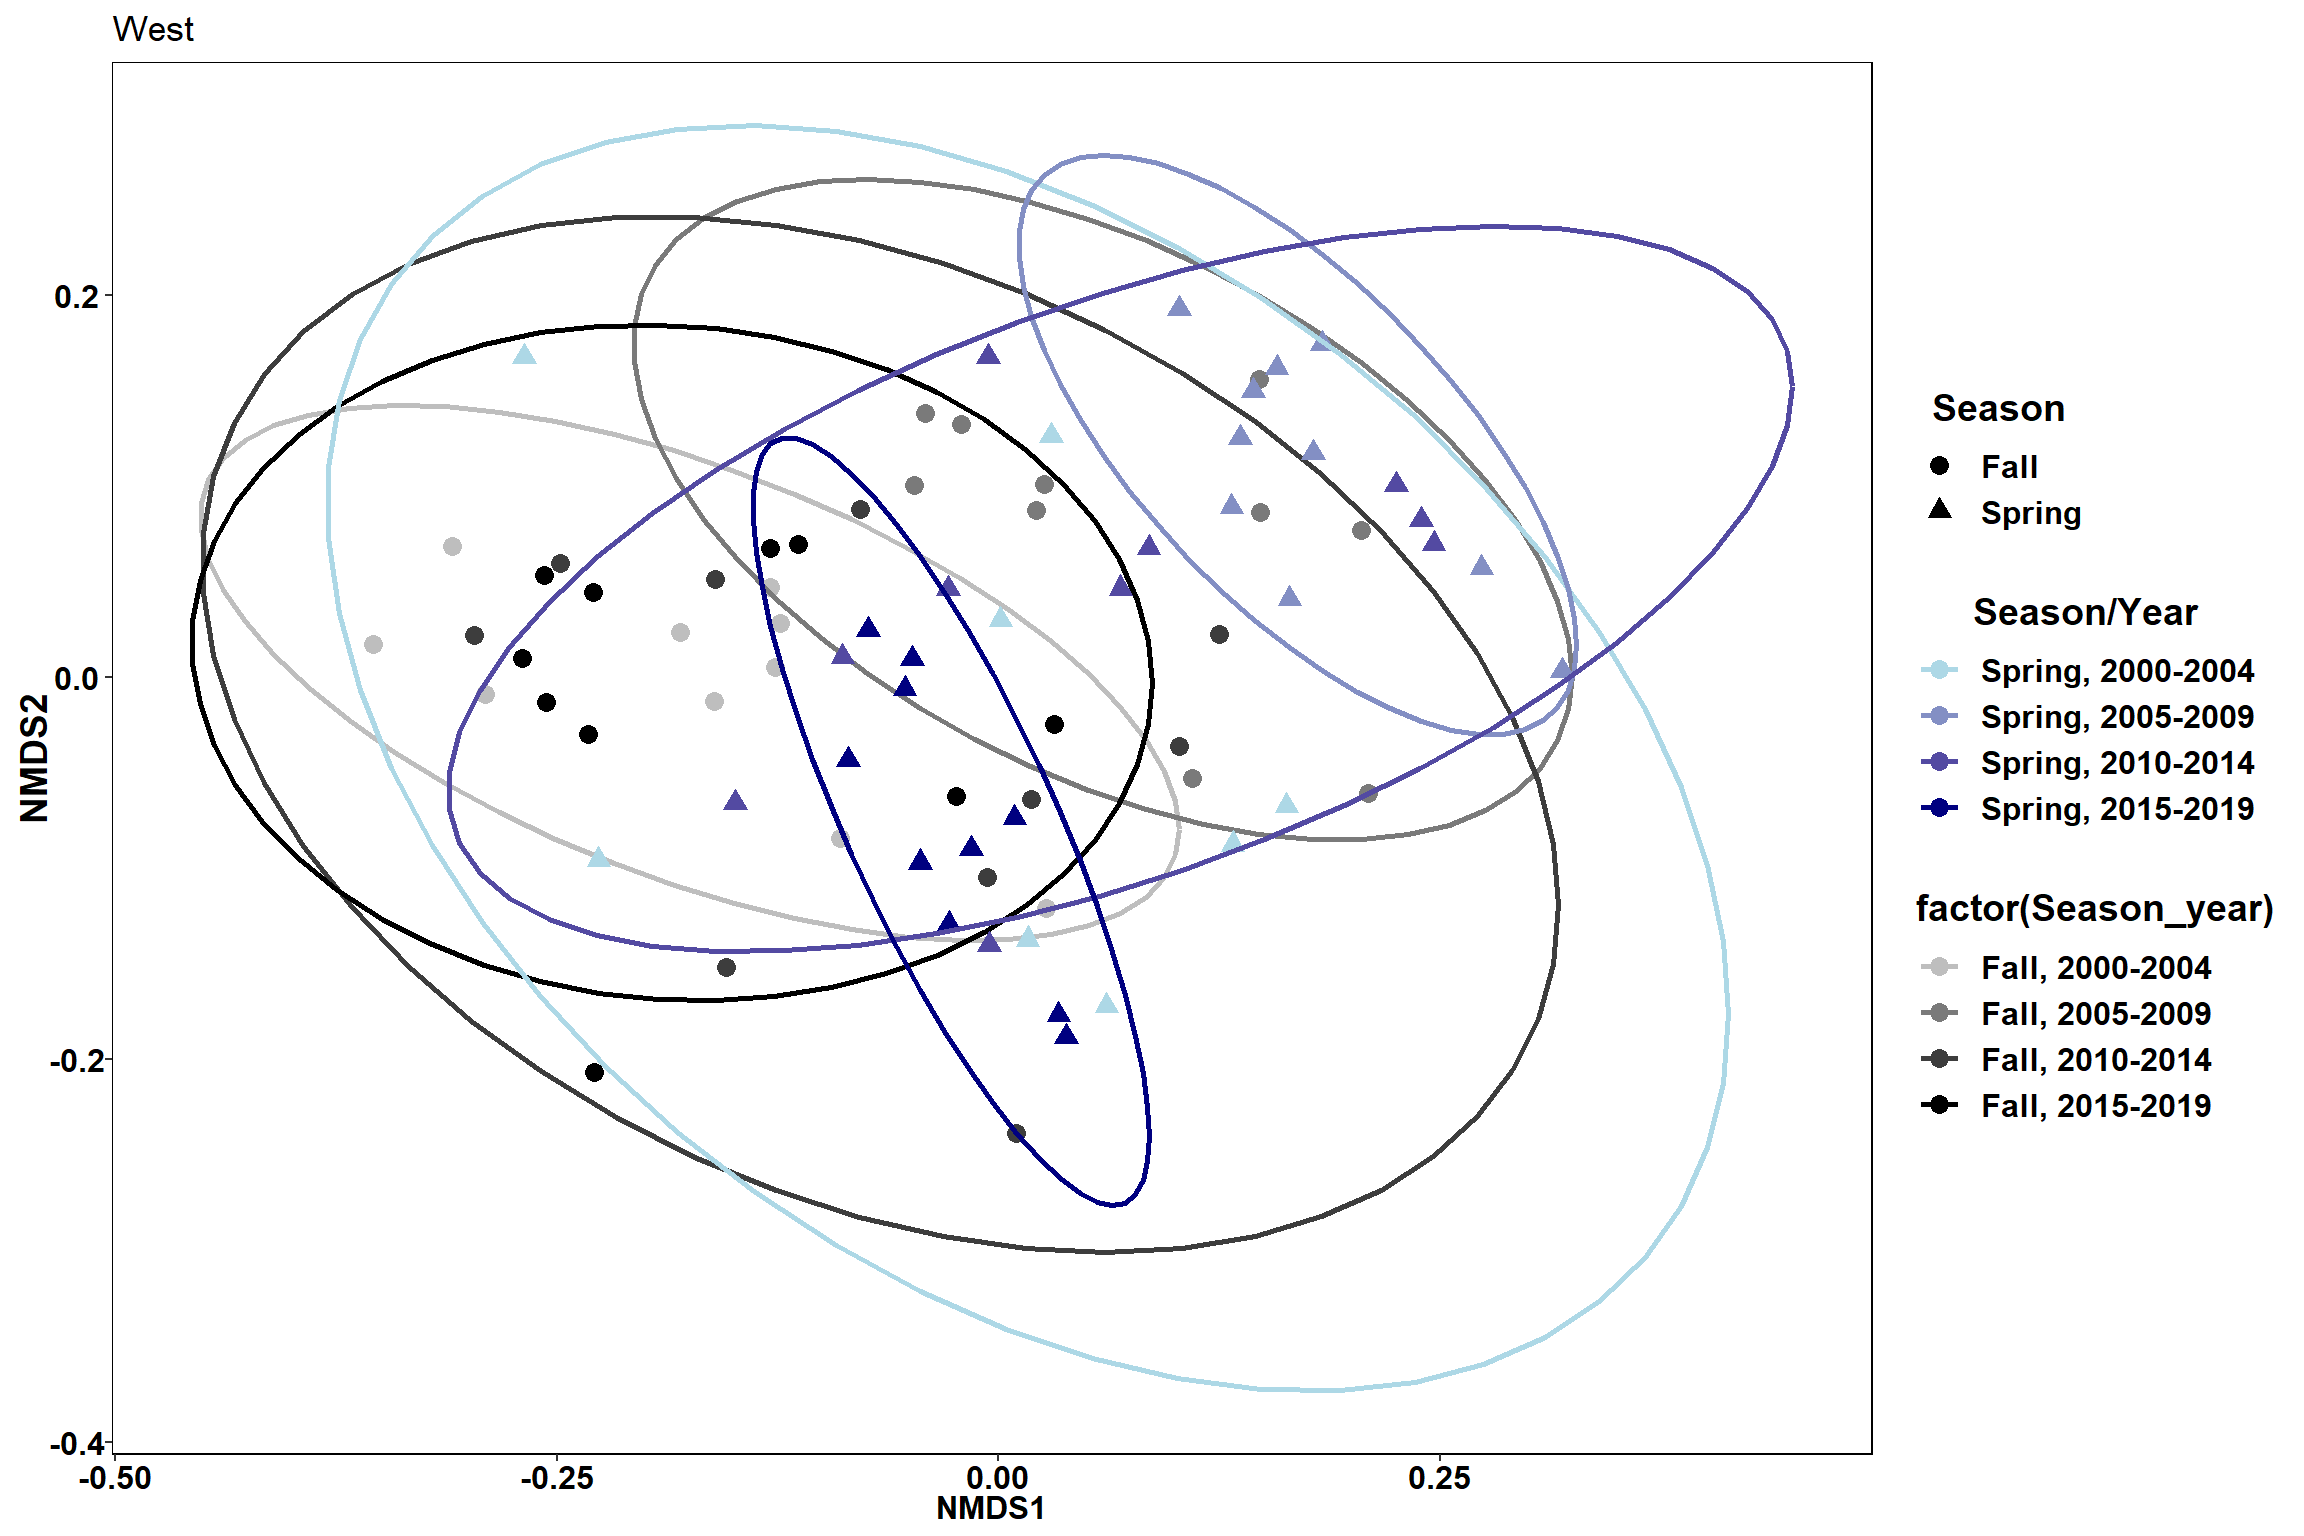 West
0.2
0.0
-0.2
-0.4
NMDS2
-0.50
-0.25
0.00
0.25
NMDS1
Season
Fall
Spring
Season/Year
Spring, 2000-2004
Spring, 2005-2009
Spring, 2010-2014
Spring, 2015-2019
factor(Season_year)
Fall, 2000-2004
Fall, 2005-2009
Fall, 2010-2014
Fall, 2015-2019